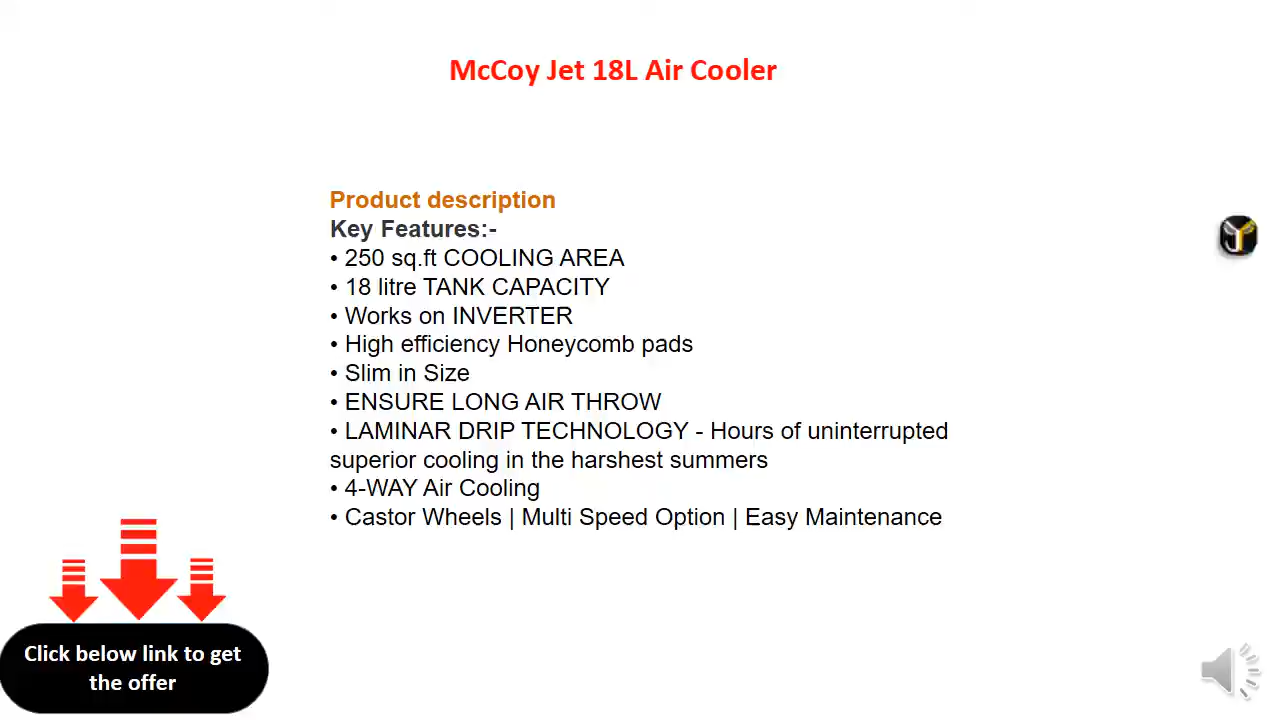 McCoy Jet 18L Air Cooler
Product description
Key Features:-
• 250 sq.ft COOLING AREA
• 18 litre TANK CAPACITY
• Works on INVERTER
• High efficiency Honeycomb pads
• Slim in Size
• ENSURE LONG AIR THROW
• LAMINAR DRIP TECHNOLOGY - Hours of uninterrupted
superior cooling in the harshest summers
• 4-WAY Air Cooling
• Castor Wheels | Multi Speed Option | Easy Maintenance
Click below link to get
the offer